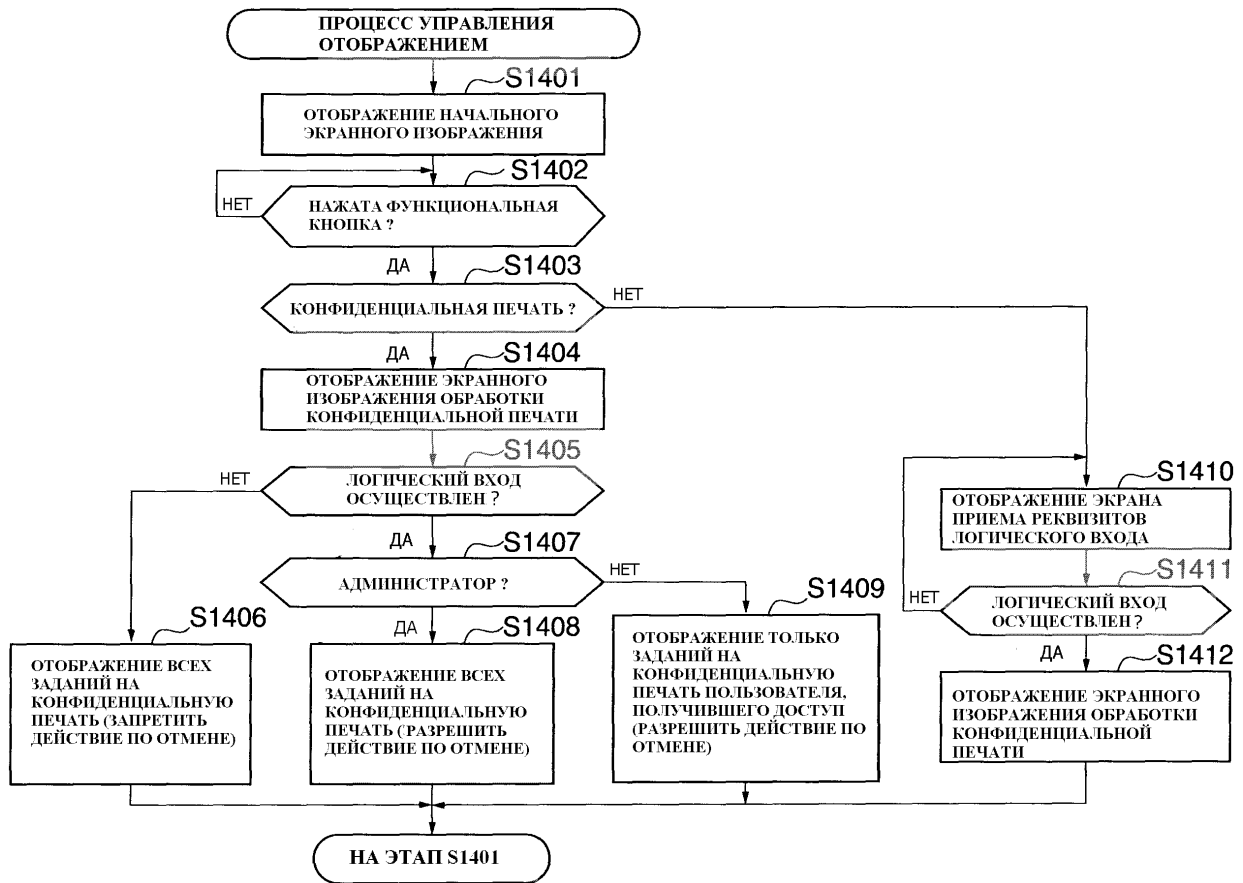 ПРОЦЕСС УПРАВЛЕНИЯ
ОТОБРАЖЕНИЕМ
S1401
ОТОБРАЖЕНИЕ НАЧАЛЬНОГО
ЭКРАННОГО ИЗОБРАЖЕНИЯ
S1402
НЕТ
НАЖАТА ФУНКЦИОНАЛЬНАЯ
КНОПКА ?
ДА
S1403
КОНФИДЕНЦИАЛЬНАЯ ПЕЧАТЬ ?
НЕТ
ДА
S1404
ОТОБРАЖЕНИЕ ЭКРАННОГО
ИЗОБРАЖЕНИЯ ОБРАБОТКИ
КОНФИДЕНЦИАЛЬНОЙ ПЕЧАТИ
S1405
НЕТ
ЛОГИЧЕСКИЙ ВХОД
ОСУЩЕСТВЛЕН ?
ДА
S1407
АДМИНИСТРАТОР ?
НЕТ
S1406
ОТОБРАЖЕНИЕ ВСЕХ
ЗАДАНИЙ НА
КОНФИДЕНЦИАЛЬНУЮ
ПЕЧАТЬ (ЗАПРЕТИТЬ
ДЕЙСТВИЕ ПО ОТМЕНЕ)
ДА
S1408
ОТОБРАЖЕНИЕ ВСЕХ
ЗАДАНИЙ НА
КОНФИДЕНЦИАЛЬНУЮ
ПЕЧАТЬ (РАЗРЕШИТЬ
ДЕЙСТВИЕ ПО ОТМЕНЕ)
S1409
ОТОБРАЖЕНИЕ ТОЛЬКО
ЗАДАНИЙ НА
КОНФИДЕНЦИАЛЬНУЮ
ПЕЧАТЬ ПОЛЬЗОВАТЕЛЯ,
ПОЛУЧИВШЕГО ДОСТУП
(РАЗРЕШИТЬ ДЕЙСТВИЕ ПО
ОТМЕНЕ)
S1410
ОТОБРАЖЕНИЕ ЭКРАНА
ПРИЕМА РЕКВИЗИТОВ
ЛОГИЧЕСКОГО ВХОДА
S1411
НЕТ
ЛОГИЧЕСКИЙ ВХОД
ОСУЩЕСТВЛЕН ?
ДА
S1412
ОТОБРАЖЕНИЕ ЭКРАННОГО
ИЗОБРАЖЕНИЯ ОБРАБОТКИ
КОНФИДЕНЦИАЛЬНОЙ
ПЕЧАТИ
НА ЭТАП S1401